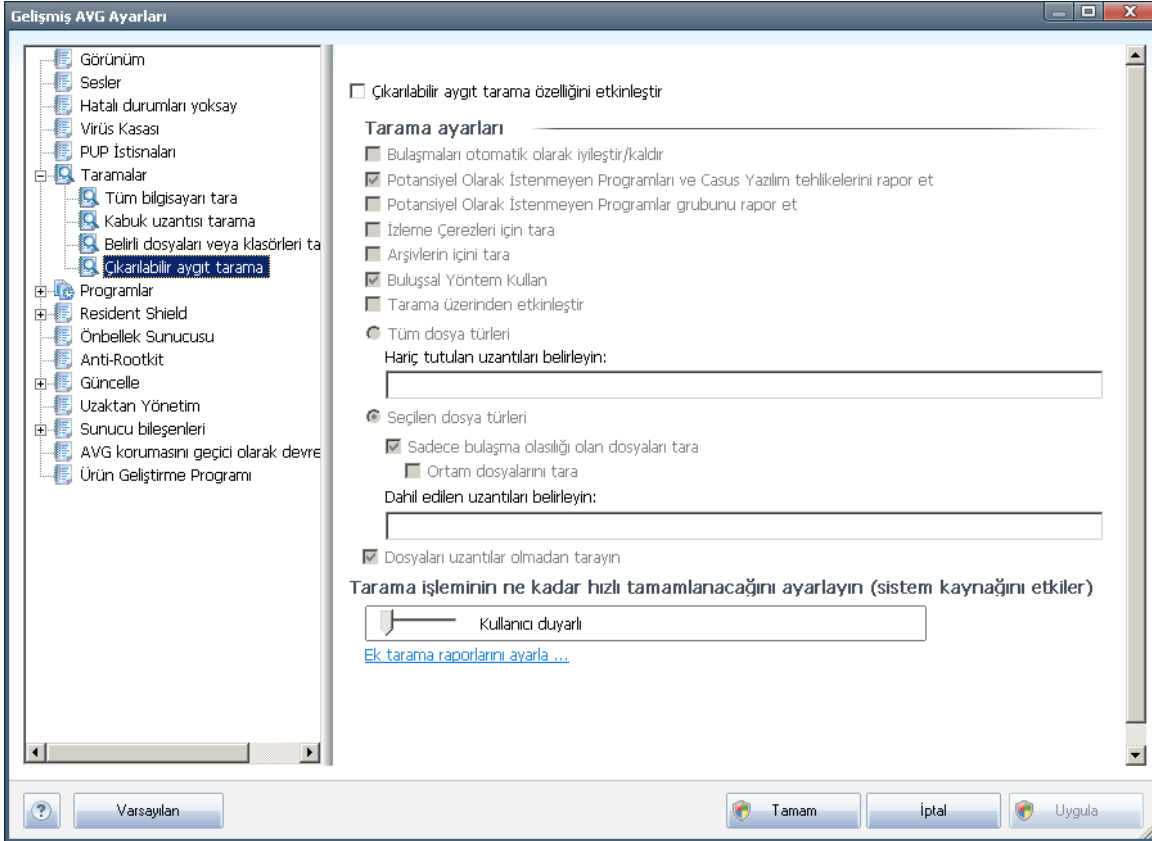 Gelişmiş AVG Ayarları
Görünüm
Sesler
Hatalı durumları yoksay
Virüs Kasası
PUP İstisnaları
Taramalar
Tüm bilgisayarı tara
Kabuk uzantısı tarama
Belirli dosyaları veya klasörleri ta
Çıkarılabilir aygıt tarama
Programlar
Resident Shield
Önbellek Sunucusu
Anti-Rootkit
Güncelle
Uzaktan Yönetim
Sunucu bileşenleri
AVG korumasını geçici olarak devre
Ürün Geliştirme Programı
Çıkarılabilir aygıt tarama özelliğini etkinleştir
Tarama ayarları
Bulaşmaları otomatik olarak iyileştir/kaldır
Potansiyel Olarak İstenmeyen Programları ve Casus Yazılım tehlikelerini rapor et
Potansiyel Olarak İstenmeyen Programlar grubunu rapor et
İzleme Çerezleri için tara
Arşivlerin içini tara
Buluşsal Yöntem Kullan
Tarama üzerinden etkinleştir
Tüm dosya türleri
Hariç tutulan uzantıları belirleyin:
Seçilen dosya türleri
Sadece bulaşma olasılığı olan dosyaları tara
Ortam dosyalarını tara
Dahil edilen uzantıları belirleyin:
Dosyaları uzantılar olmadan tarayın
Tarama işleminin ne kadar hızlı tamamlanacağını ayarlayın (sistem kaynağını etkiler)
Kullanıcı duyarlı
Ek tarama raporlarını ayarla ...
? Varsayılan Tamam İptal Uygula